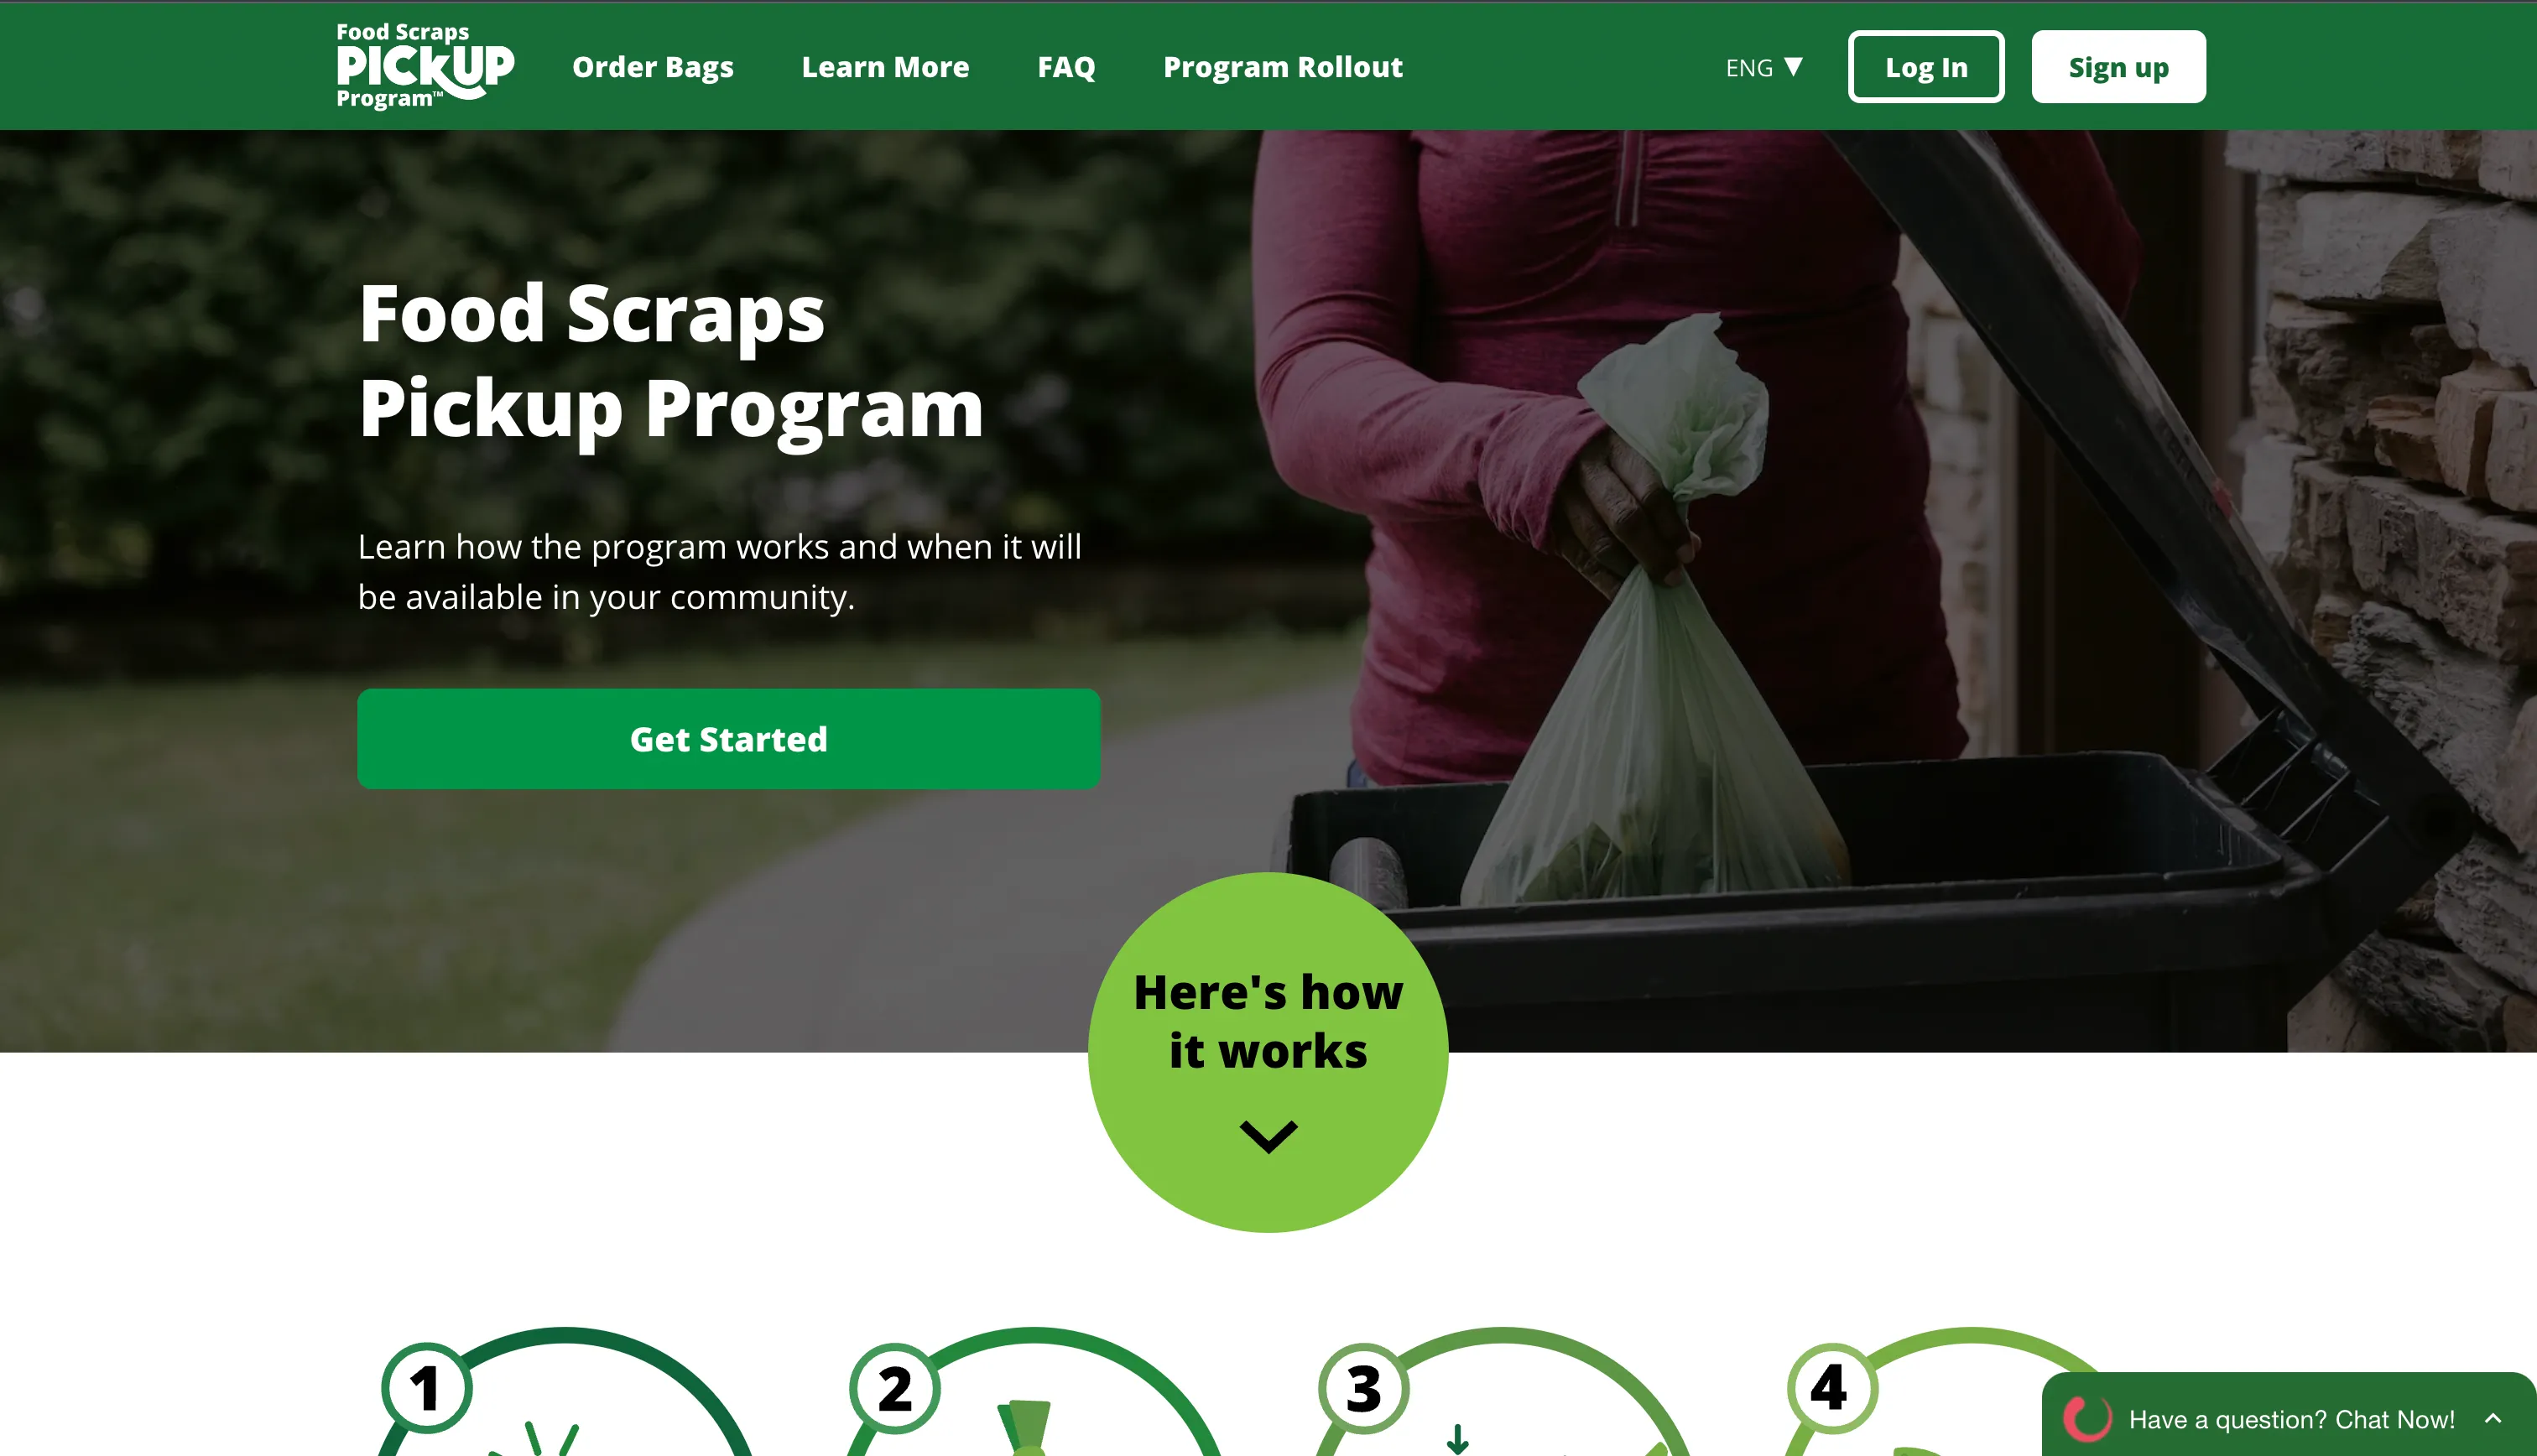 Food Scraps
PICKUP
Program™
Order Bags
Learn More
FAQ
Program Rollout
ENG ▼
Log In
Sign up
Food Scraps
Pickup Program
Learn how the program works and when it will
be available in your community.
Get Started
Here's how
it works
1
2
3
4
Have a question? Chat Now!